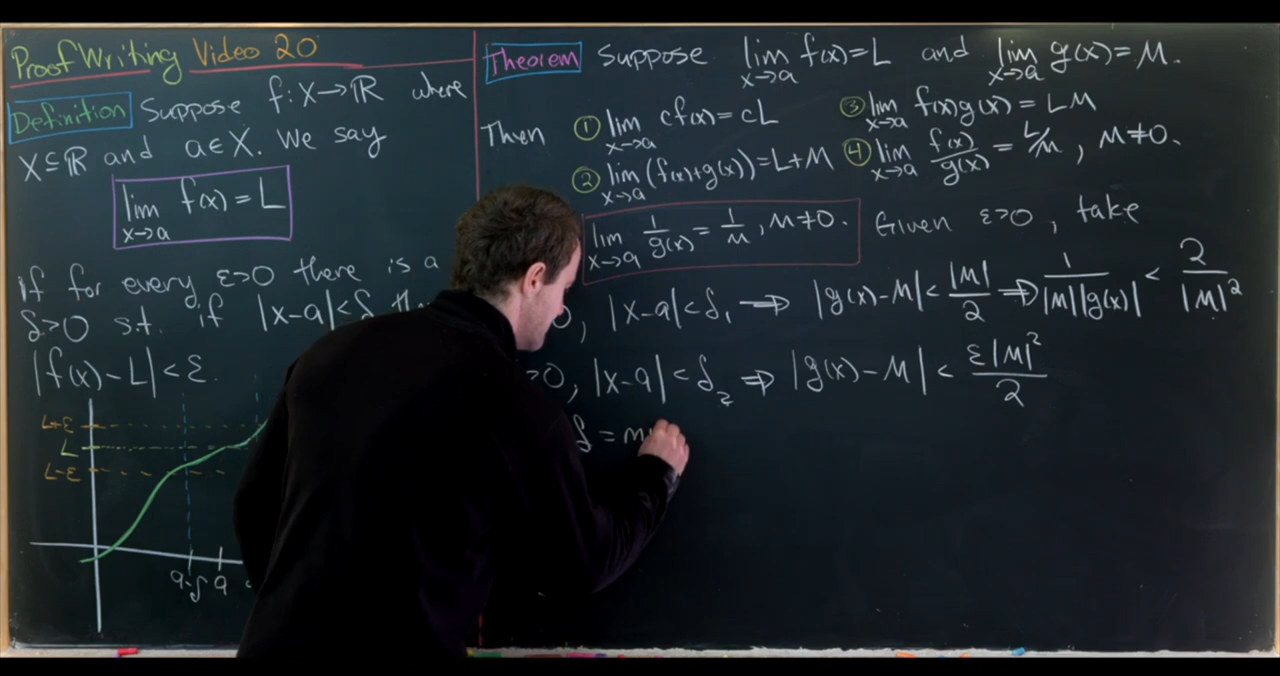 Proof Writing Video 20
Definition Suppose f: X→ℝ where
X⊆ℝ and a∈X. We say
lim f(x) = L
x→a
if for every ε>0 there is a
δ>0 s.t. if |x-a|<δ
|f(x)-L|<ε.
L+ε
L
L-ε
a-δ a
Theorem Suppose lim f(x)=L and lim g(x)=M.
x→a x→a
Then ① lim cf(x)=cL ③ lim f(x)g(x)=LM
x→a x→a
② lim (f(x)+g(x))=L+M ④ lim f(x)/g(x) = L/M, M≠0.
x→a x→a
lim 1/g(x) = 1/M, M≠0. Given ε>0, take
x→a
0, |x-a|<δ₁ ⟹ |g(x)-M|<|M|/2 ⟹ 1/|M||g(x)| < 2/|M|²
>0, |x-a|<δ₂ ⟹ |g(x)-M|< ε|M|²/2
δ=m